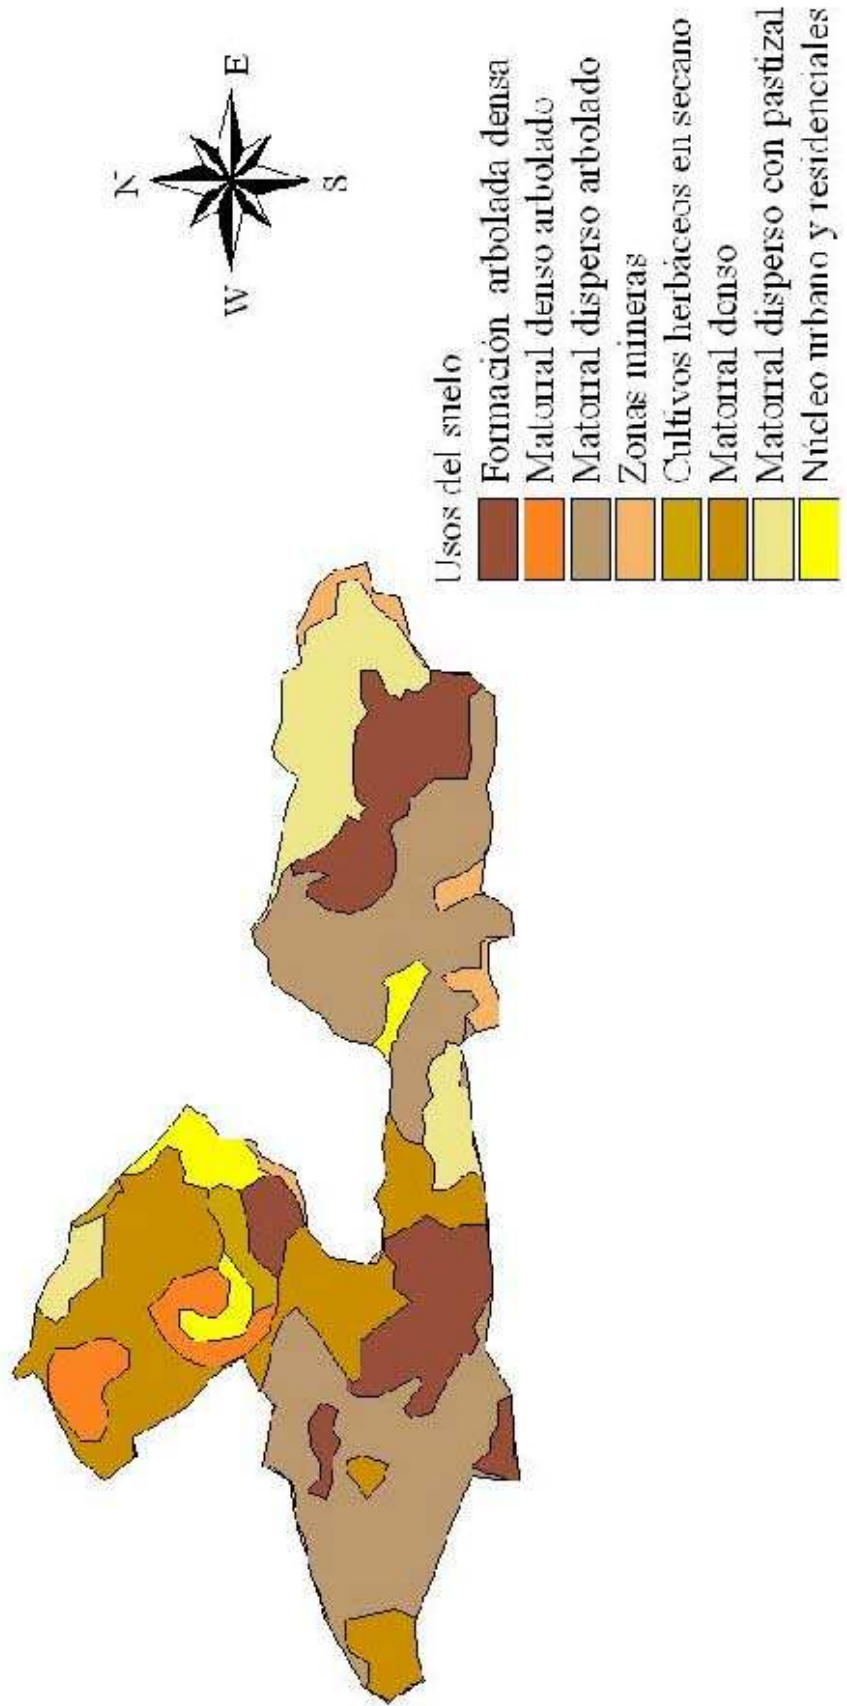 N
E
W
S
Usos del suelo
Formación arbolada densa
Matorral denso arbolado
Matorral disperso arbolado
Zonas mineras
Cultivos herbáceos en secano
Matorral denso
Matorral disperso con pastizal
Núcleo urbano y residenciales